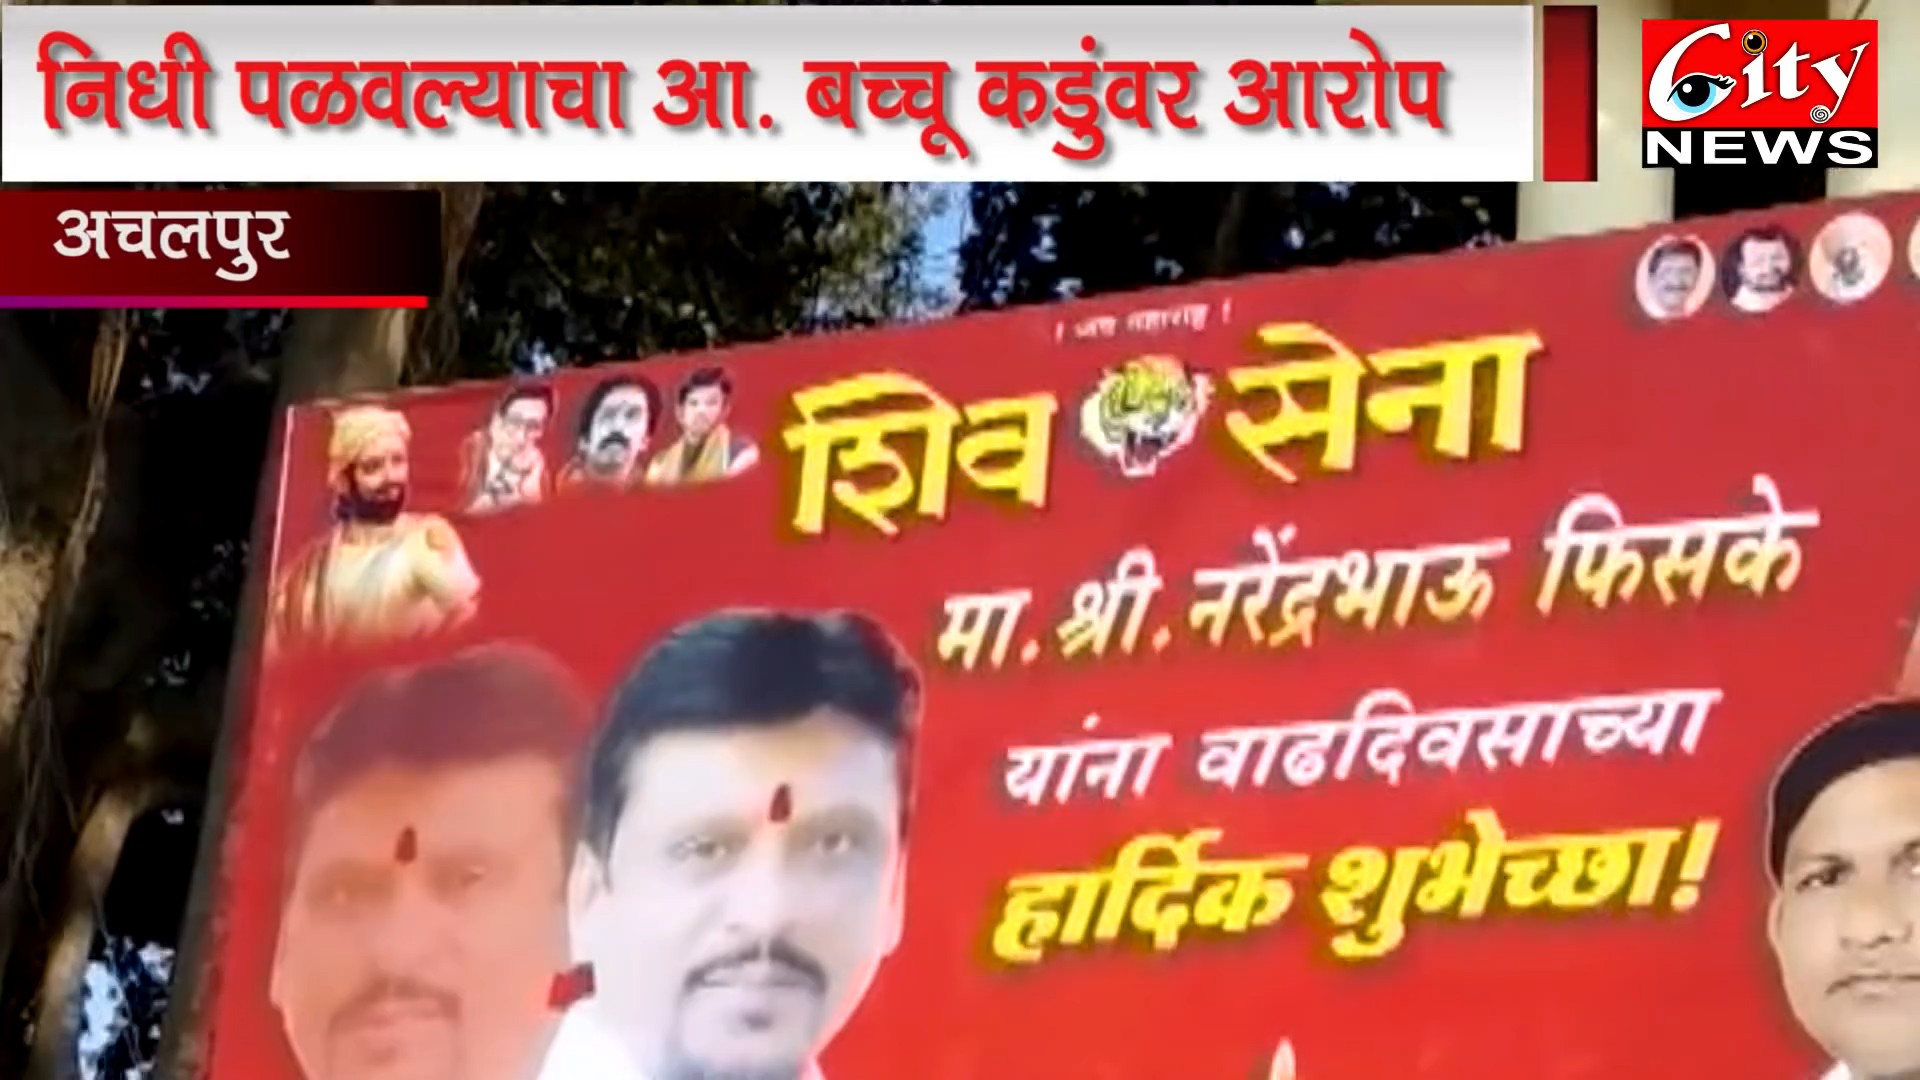 निधी पळवल्याचा आ. बच्चू कडुंवर आरोप
City
NEWS
अचलपुर
शिव सेना
मा. श्री. नरेंद्रभाऊ फिसके
यांना वाढदिवसाच्या
हार्दिक शुभेच्छा!